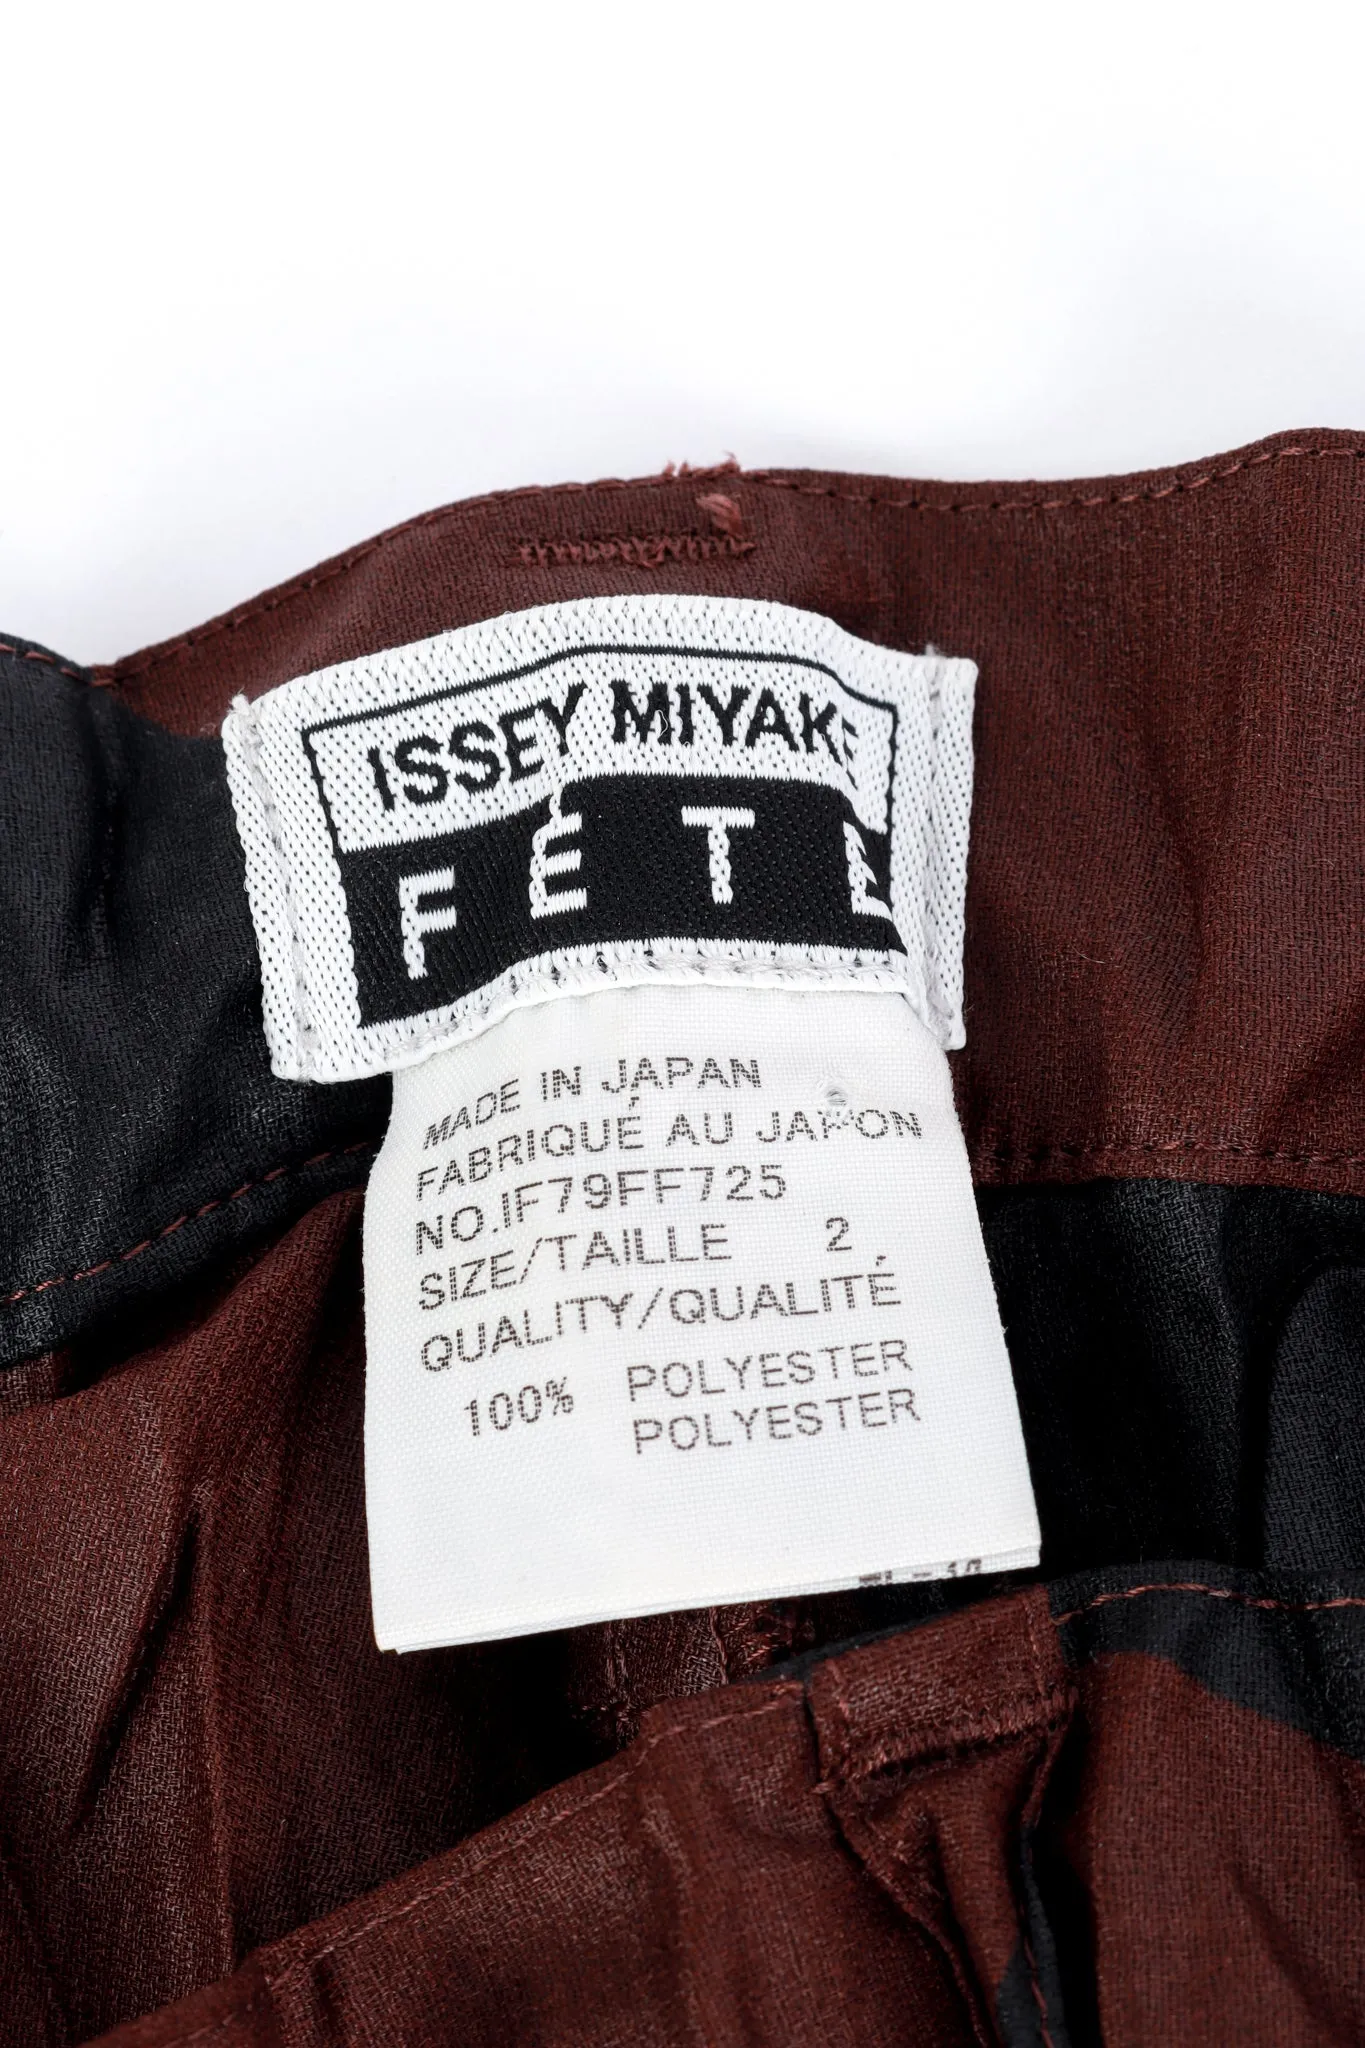 ISSEY MIYAKE
FÊTE
MADE IN JAPAN
FABRIQUÉ AU JAPON
NO.IF79FF725
SIZE/TAILLE 2
QUALITY/QUALITÉ
100% POLYESTER
POLYESTER